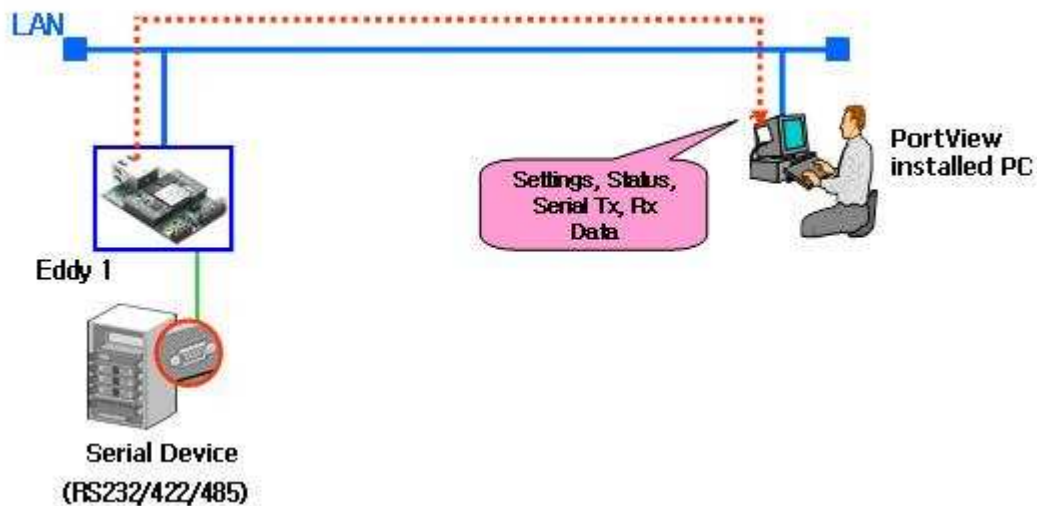 LAN
PortView
installed PC
Settings, Status,
Serial Tx, Rx
Data
Eddy 1
Serial Device
(RS232/422/485)